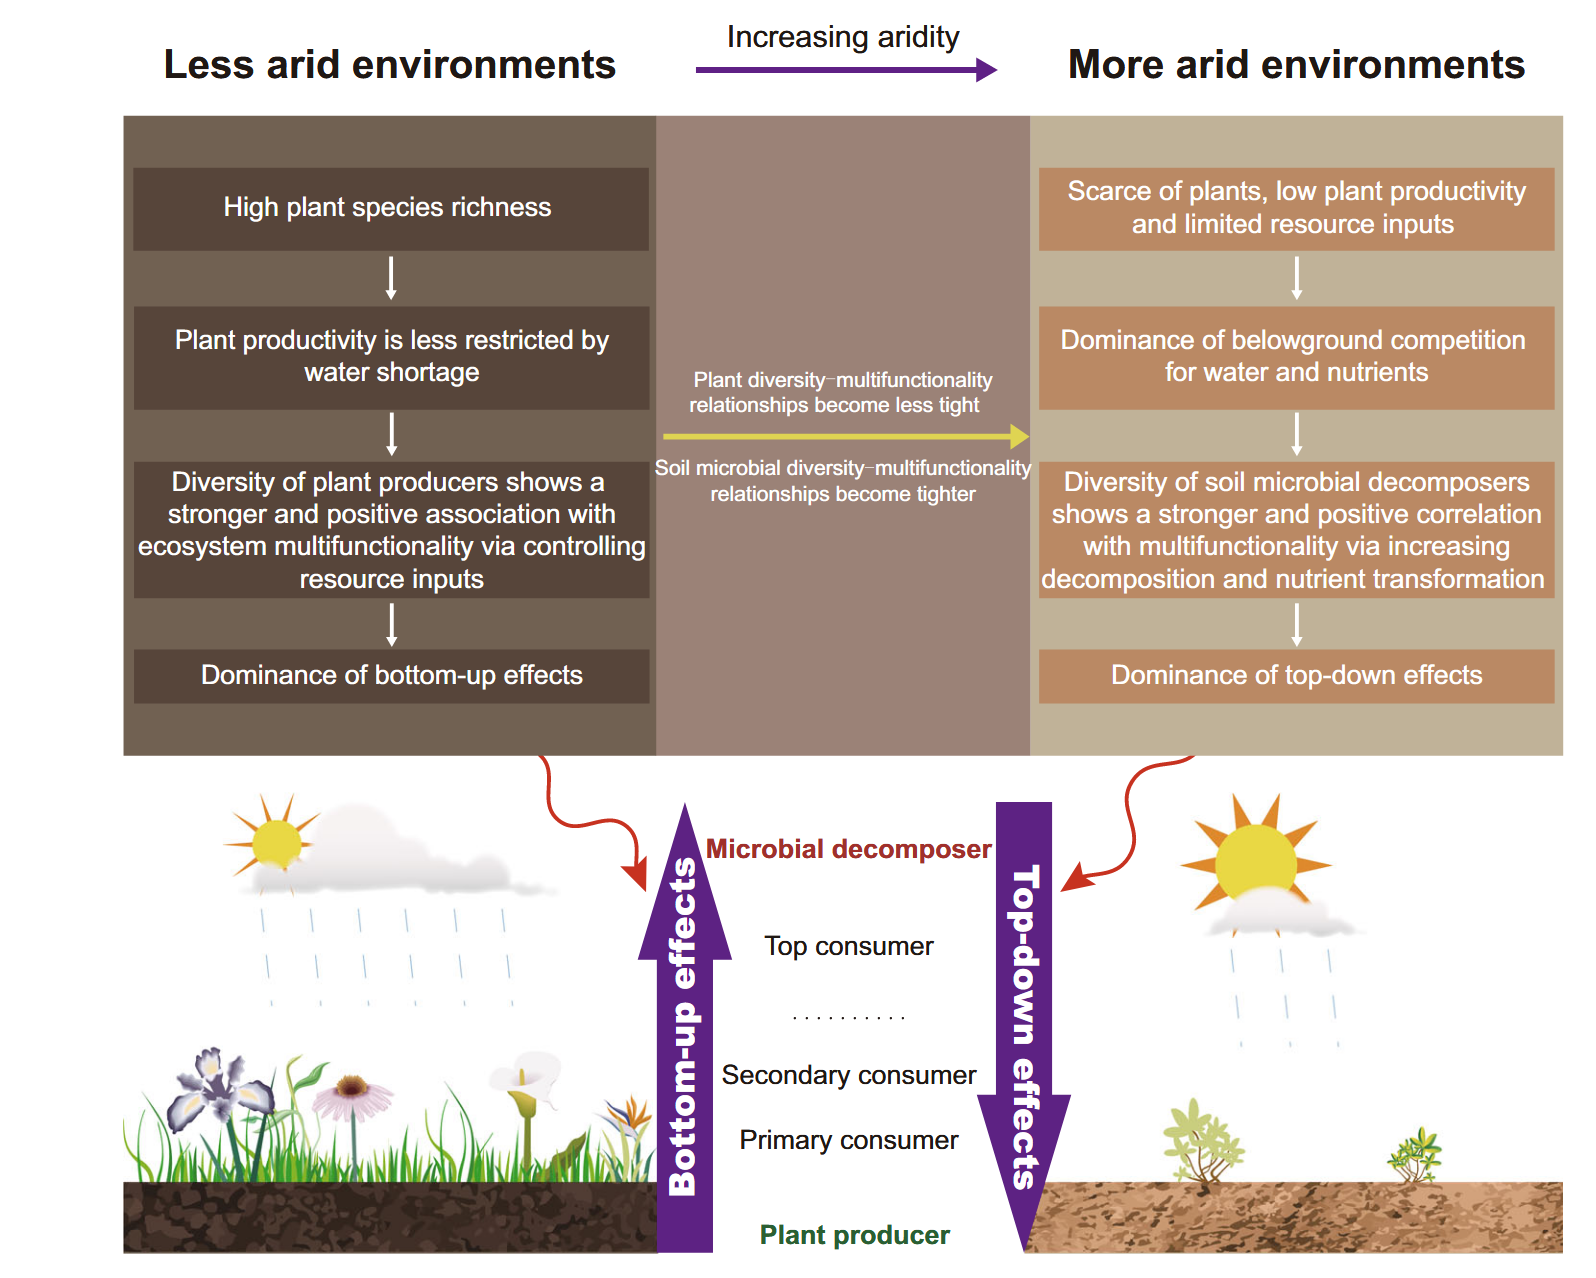 Increasing aridity
Less arid environments
More arid environments
High plant species richness
Plant productivity is less restricted by
water shortage
Diversity of plant producers shows a
stronger and positive association with
ecosystem multifunctionality via controlling
resource inputs
Dominance of bottom-up effects
Plant diversity–multifunctionality
relationships become less tight
Soil microbial diversity–multifunctionality
relationships become tighter
Scarce of plants, low plant productivity
and limited resource inputs
Dominance of belowground competition
for water and nutrients
Diversity of soil microbial decomposers
shows a stronger and positive correlation
with multifunctionality via increasing
decomposition and nutrient transformation
Dominance of top-down effects
Bottom-up effects
Microbial decomposer
Top consumer
..........
Secondary consumer
Primary consumer
Plant producer
Top-down effects